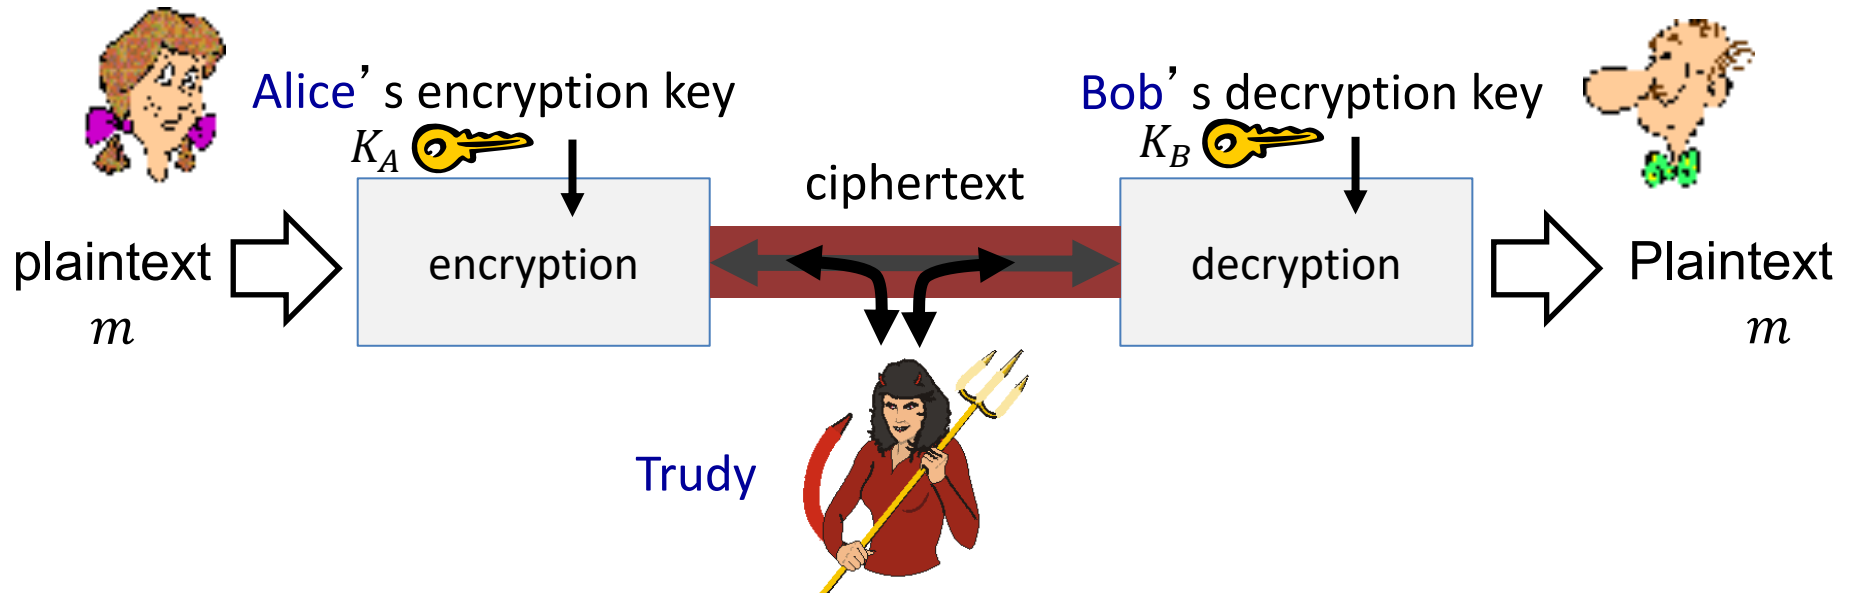 Alice’s encryption key
K_A
Bob’s decryption key
K_B
ciphertext
plaintext
m
encryption
decryption
Plaintext
m
Trudy